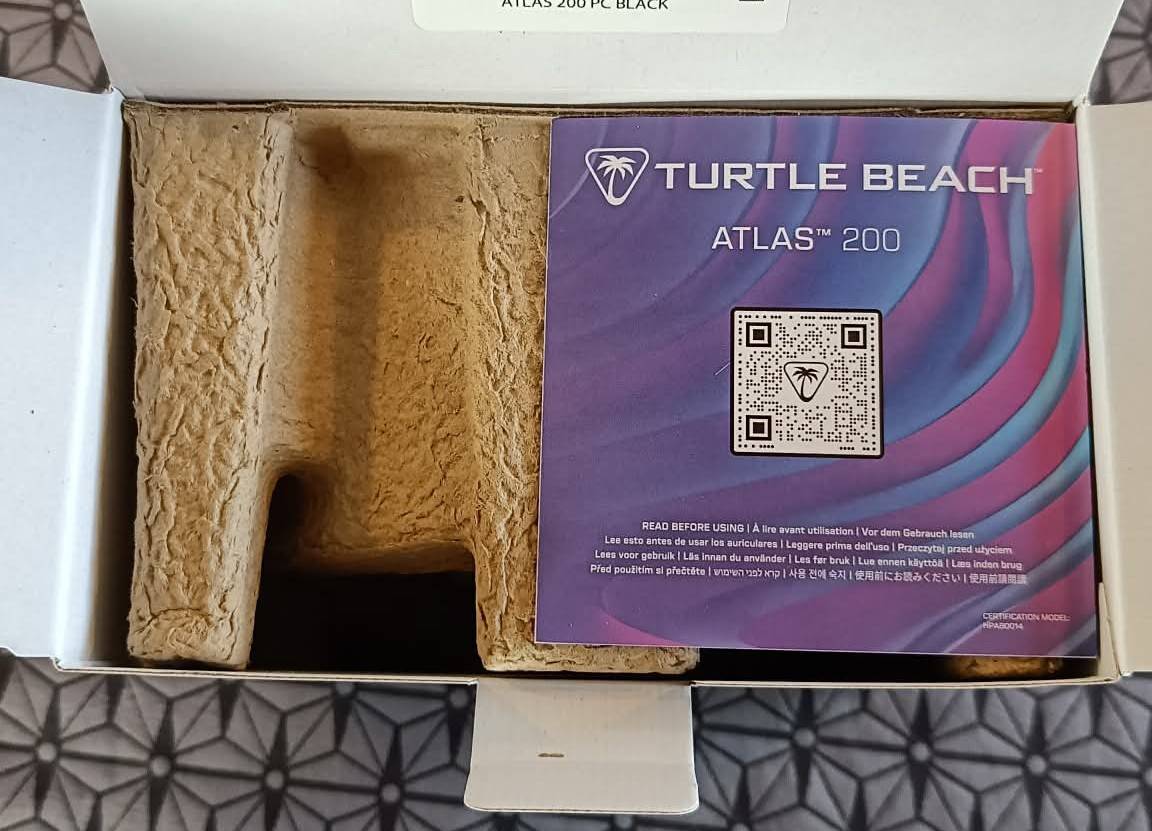 ATLAS 200 PC BLACK
TURTLE BEACH™
ATLAS™ 200
READ BEFORE USING | À lire avant utilisation | Vor dem Gebrauch lesen
Lee esto antes de usar los auriculares | Leggere prima dell'uso | Przeczytaj przed użyciem
Lees voor gebruik | Läs innan du använder | Les før bruk | Lue ennen käyttöä | Læs inden brug
Před použitím si přečtěte | קרא לפני השימוש | 사용 전에 숙지 | 使用前にお読みください | 使用前請閱讀
CERTIFICATION MODEL:
HPAB0014